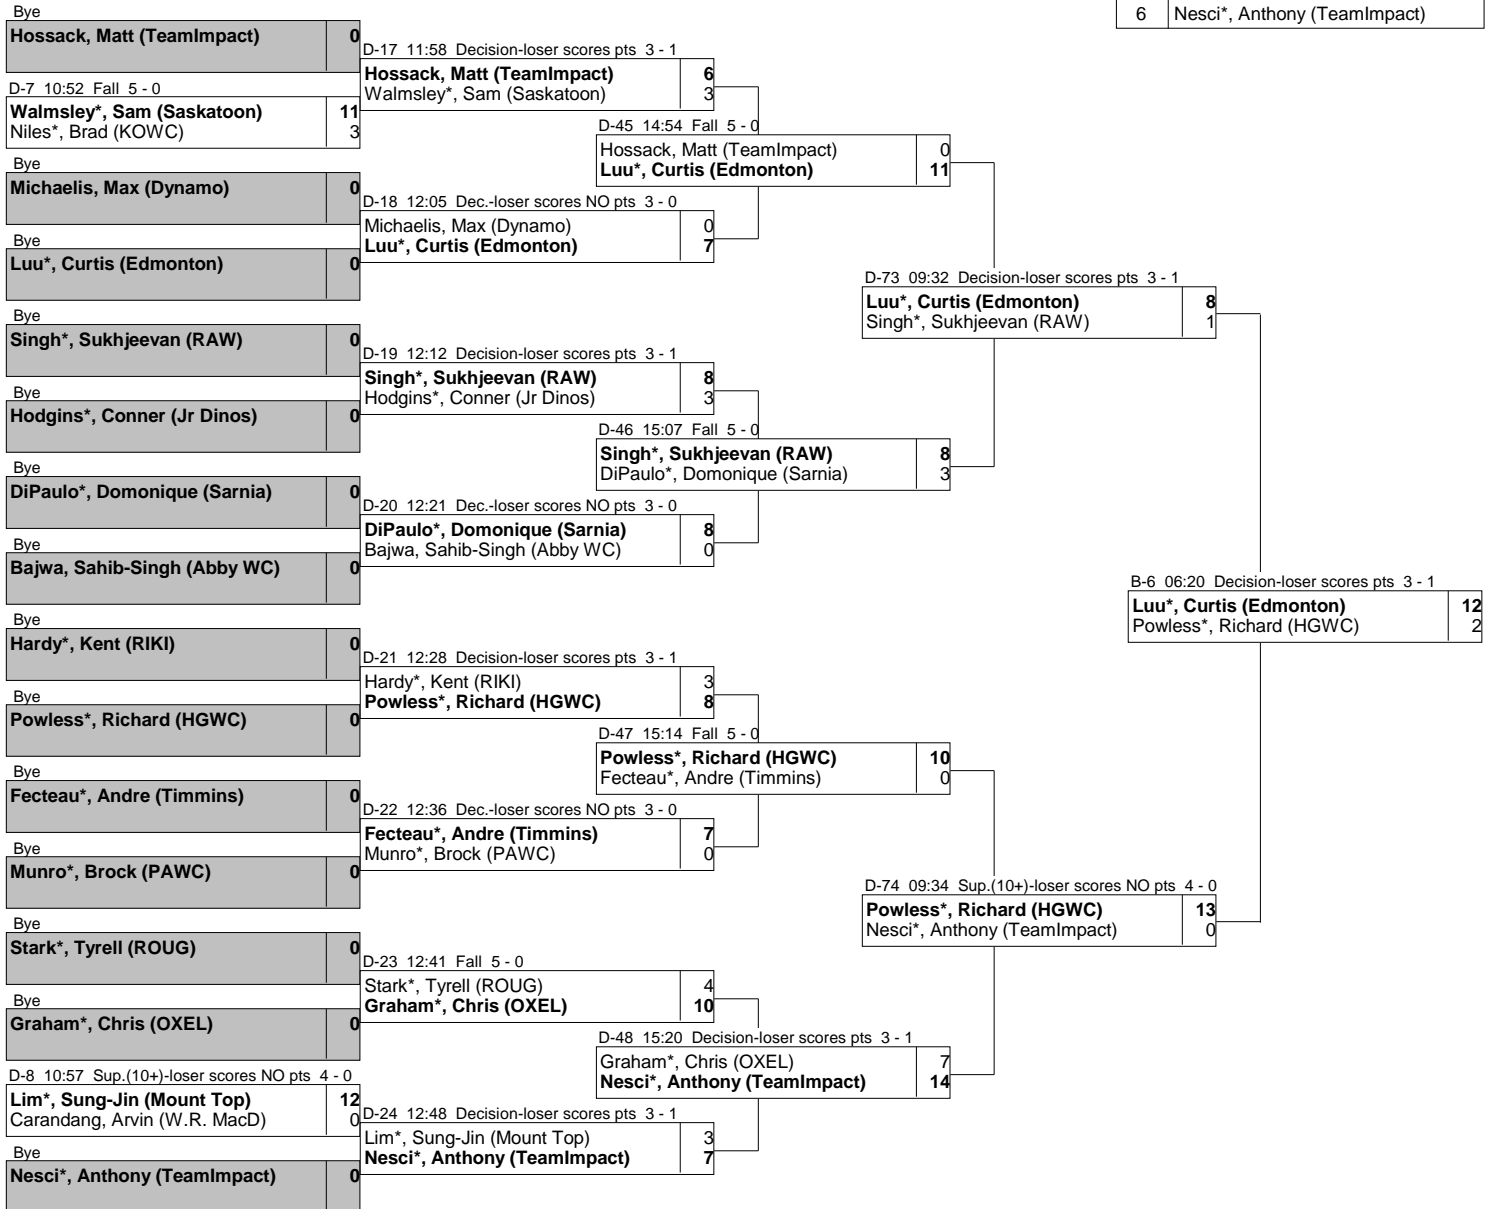 6 Nesci*, Anthony (TeamImpact)
Bye
Hossack, Matt (TeamImpact) 0
D-7 10:52 Fall 5 - 0
Walmsley*, Sam (Saskatoon) 11
Niles*, Brad (KOWC) 3
Bye
Michaelis, Max (Dynamo) 0
Bye
Luu*, Curtis (Edmonton) 0
Bye
Singh*, Sukhjeevan (RAW) 0
Bye
Hodgins*, Conner (Jr Dinos) 0
Bye
DiPaulo*, Domonique (Sarnia) 0
Bye
Bajwa, Sahib-Singh (Abby WC) 0
Bye
Hardy*, Kent (RIKI) 0
Bye
Powless*, Richard (HGWC) 0
Bye
Fecteau*, Andre (Timmins) 0
Bye
Munro*, Brock (PAWC) 0
Bye
Stark*, Tyrell (ROUG) 0
Bye
Graham*, Chris (OXEL) 0
D-8 10:57 Sup.(10+)-loser scores NO pts 4 - 0
Lim*, Sung-Jin (Mount Top) 12
Carandang, Arvin (W.R. MacD) 0
Bye
Nesci*, Anthony (TeamImpact) 0
D-17 11:58 Decision-loser scores pts 3 - 1
Hossack, Matt (TeamImpact) 6
Walmsley*, Sam (Saskatoon) 3
D-18 12:05 Dec.-loser scores NO pts 3 - 0
Michaelis, Max (Dynamo) 0
Luu*, Curtis (Edmonton) 7
D-19 12:12 Decision-loser scores pts 3 - 1
Singh*, Sukhjeevan (RAW) 8
Hodgins*, Conner (Jr Dinos) 3
D-20 12:21 Dec.-loser scores NO pts 3 - 0
DiPaulo*, Domonique (Sarnia) 8
Bajwa, Sahib-Singh (Abby WC) 0
D-21 12:28 Decision-loser scores pts 3 - 1
Hardy*, Kent (RIKI) 3
Powless*, Richard (HGWC) 8
D-22 12:36 Dec.-loser scores NO pts 3 - 0
Fecteau*, Andre (Timmins) 7
Munro*, Brock (PAWC) 0
D-23 12:41 Fall 5 - 0
Stark*, Tyrell (ROUG) 4
Graham*, Chris (OXEL) 10
D-24 12:48 Decision-loser scores pts 3 - 1
Lim*, Sung-Jin (Mount Top) 3
Nesci*, Anthony (TeamImpact) 7
D-45 14:54 Fall 5 - 0
Hossack, Matt (TeamImpact) 0
Luu*, Curtis (Edmonton) 11
D-46 15:07 Fall 5 - 0
Singh*, Sukhjeevan (RAW) 8
DiPaulo*, Domonique (Sarnia) 3
D-47 15:14 Fall 5 - 0
Powless*, Richard (HGWC) 10
Fecteau*, Andre (Timmins) 0
D-48 15:20 Decision-loser scores pts 3 - 1
Graham*, Chris (OXEL) 7
Nesci*, Anthony (TeamImpact) 14
D-73 09:32 Decision-loser scores pts 3 - 1
Luu*, Curtis (Edmonton) 8
Singh*, Sukhjeevan (RAW) 1
D-74 09:34 Sup.(10+)-loser scores NO pts 4 - 0
Powless*, Richard (HGWC) 13
Nesci*, Anthony (TeamImpact) 0
B-6 06:20 Decision-loser scores pts 3 - 1
Luu*, Curtis (Edmonton) 12
Powless*, Richard (HGWC) 2